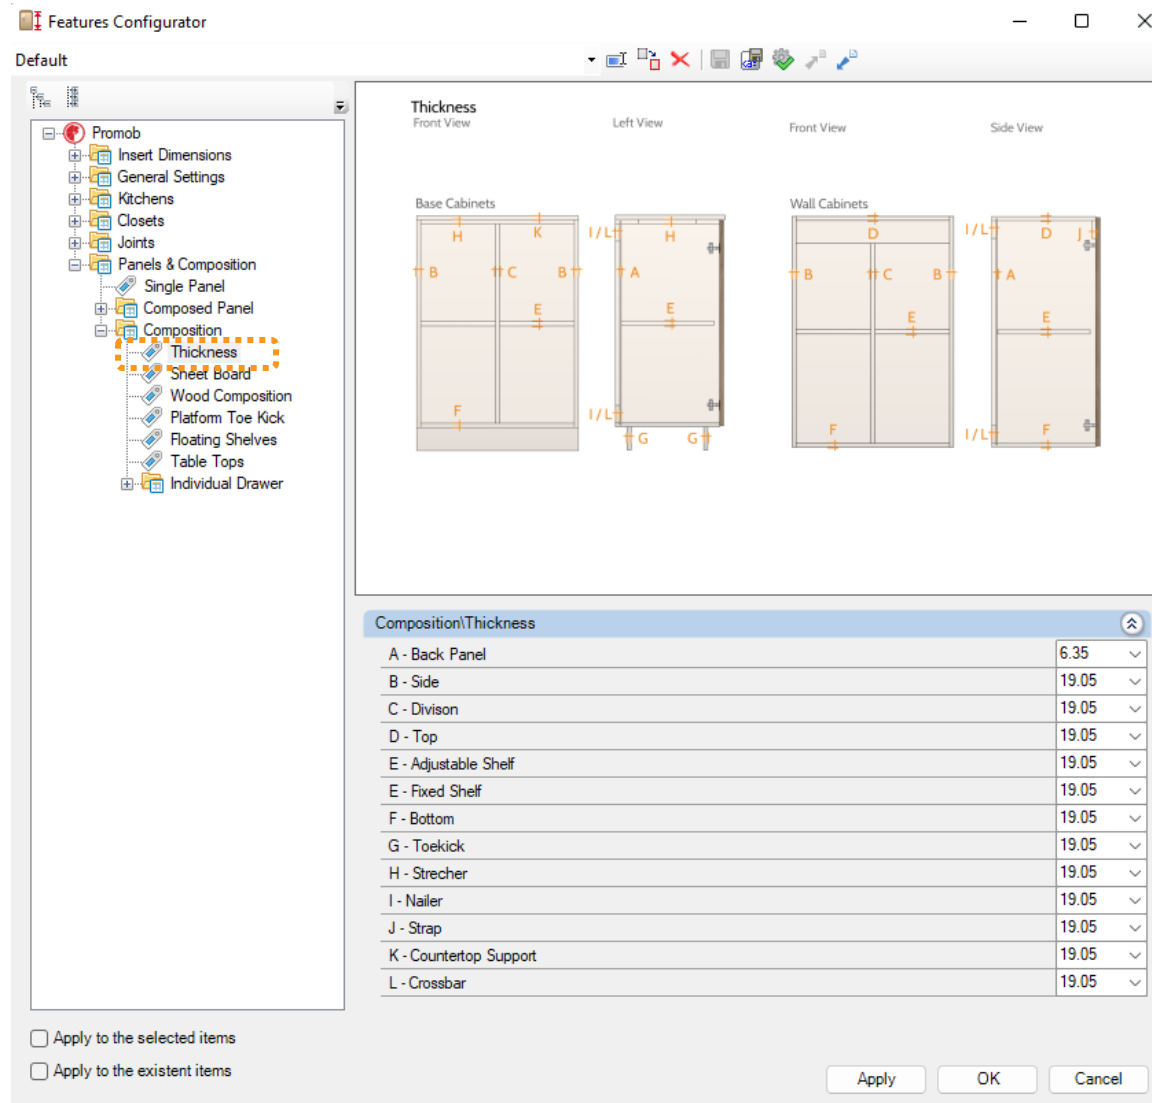 Features Configurator
Default
Promob
Insert Dimensions
General Settings
Kitchens
Closets
Joints
Panels & Composition
Single Panel
Composed Panel
Composition
Thickness
Sheet Board
Wood Composition
Platform Toe Kick
Floating Shelves
Table Tops
Individual Drawer
Thickness
Front View Left View Front View Side View
Base Cabinets Wall Cabinets
H K I/L H D I/L D J
B C B A B C B A
E E E E
F I/L F I/L F
G G
Composition\Thickness
A - Back Panel 6.35
B - Side 19.05
C - Divison 19.05
D - Top 19.05
E - Adjustable Shelf 19.05
E - Fixed Shelf 19.05
F - Bottom 19.05
G - Toekick 19.05
H - Strecher 19.05
I - Nailer 19.05
J - Strap 19.05
K - Countertop Support 19.05
L - Crossbar 19.05
Apply to the selected items
Apply to the existent items
Apply OK Cancel